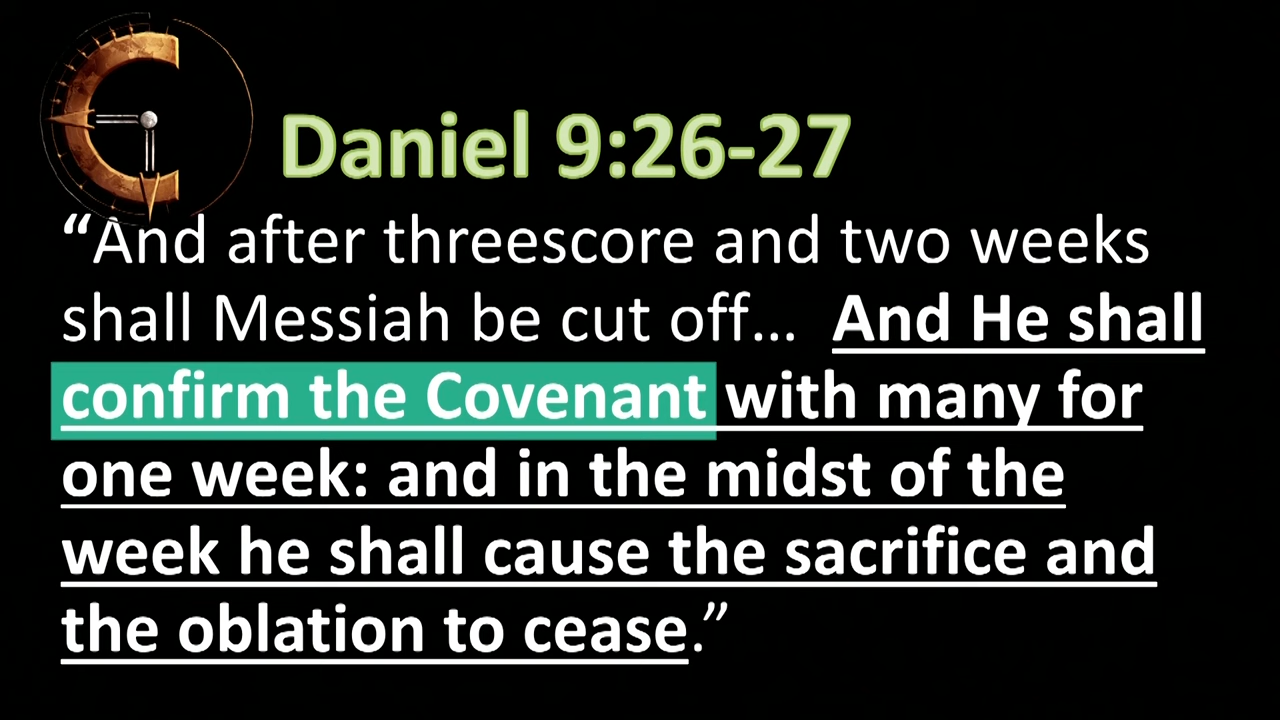 Daniel 9:26-27
“And after threescore and two weeks
shall Messiah be cut off… And He shall
confirm the Covenant with many for
one week: and in the midst of the
week he shall cause the sacrifice and
the oblation to cease.”